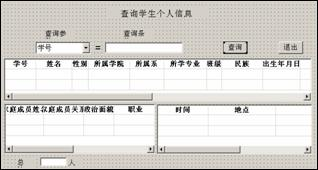 查询学生个人信息
查询参 查询条
学号 = 查询 退出
学号 姓名 性别 所属学院 所属系 所学专业 班级 民族 出生年月日
庭成员姓名 庭成员关系 政治面貌 职业 时间 地点
总 人